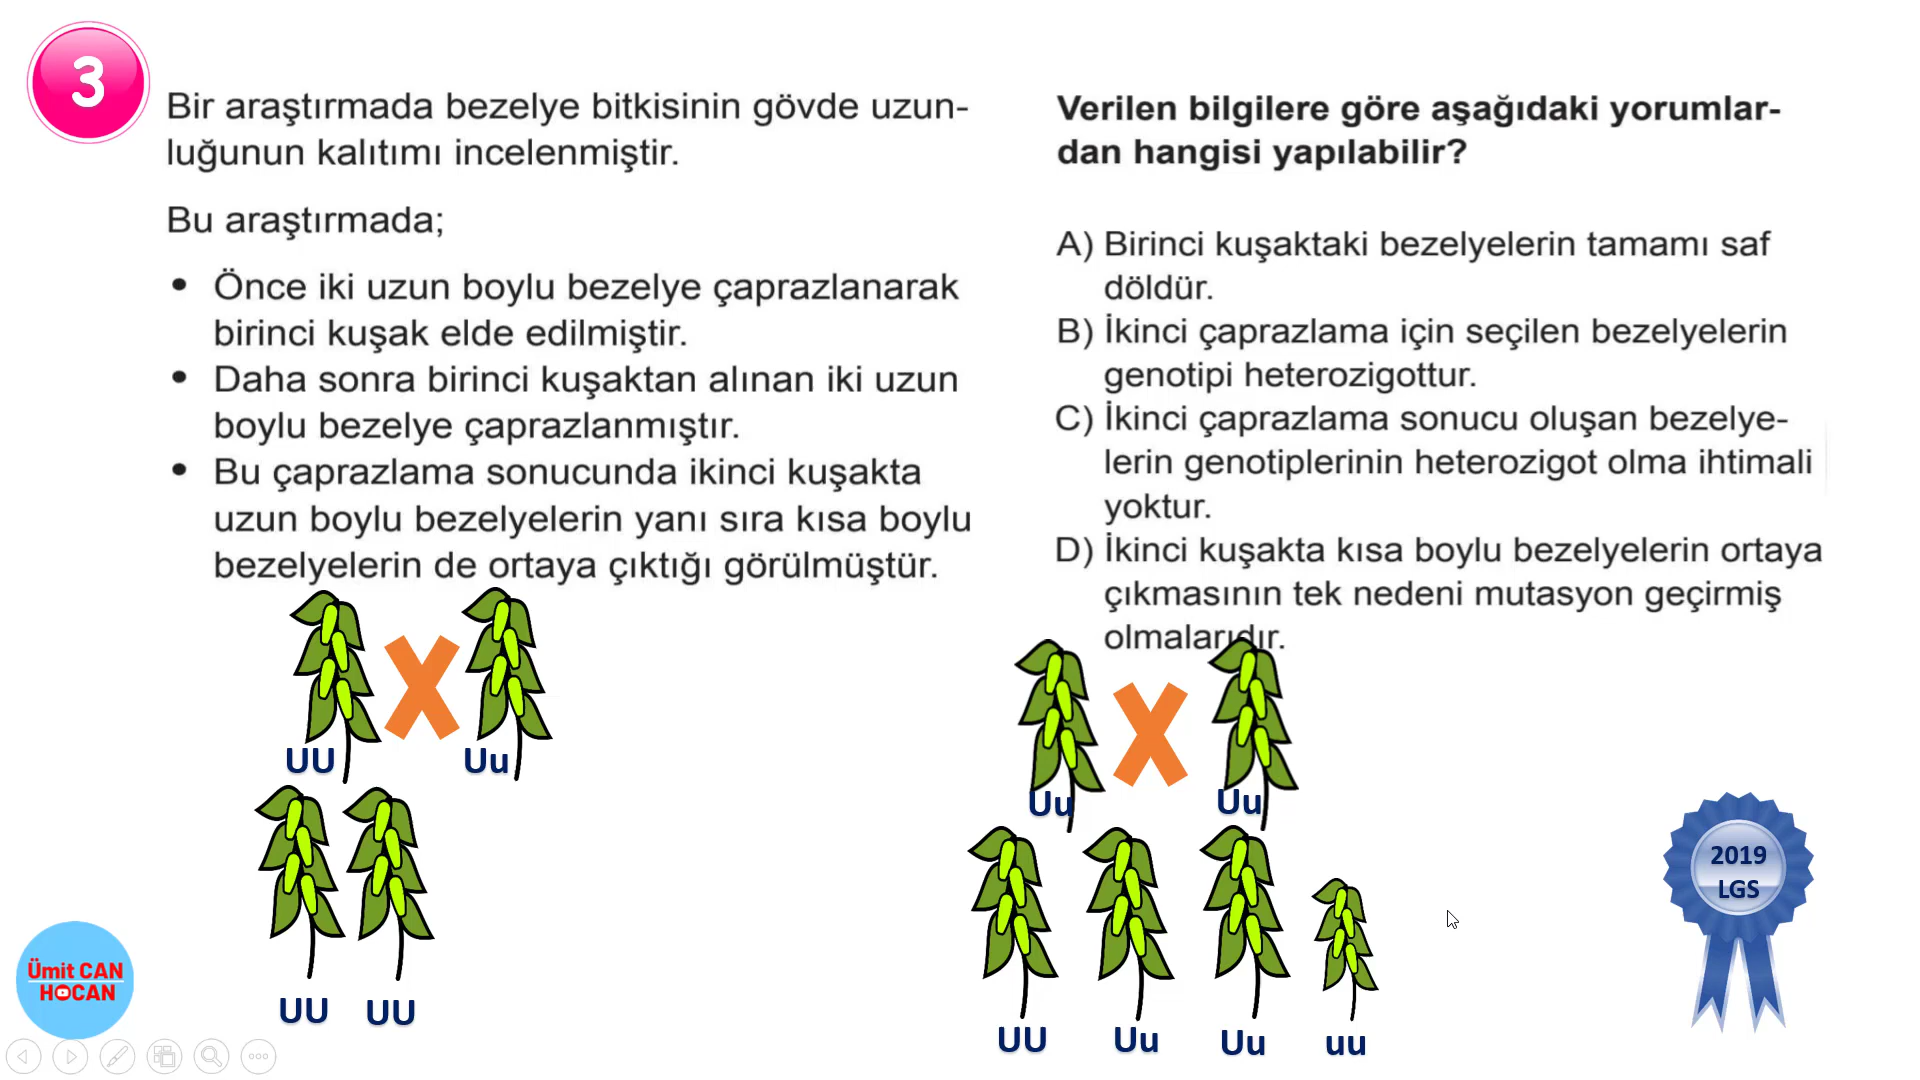 3
Bir araştırmada bezelye bitkisinin gövde uzun-
luğunun kalıtımı incelenmiştir.
Bu araştırmada;
• Önce iki uzun boylu bezelye çaprazlanarak
birinci kuşak elde edilmiştir.
• Daha sonra birinci kuşaktan alınan iki uzun
boylu bezelye çaprazlanmıştır.
• Bu çaprazlama sonucunda ikinci kuşakta
uzun boylu bezelyelerin yanı sıra kısa boylu
bezelyelerin de ortaya çıktığı görülmüştür.
UU Uu
UU UU
Verilen bilgilere göre aşağıdaki yorumlar-
dan hangisi yapılabilir?
A) Birinci kuşaktaki bezelyelerin tamamı saf
döldür.
B) İkinci çaprazlama için seçilen bezelyelerin
genotipi heterozigottur.
C) İkinci çaprazlama sonucu oluşan bezelye-
lerin genotiplerinin heterozigot olma ihtimali
yoktur.
D) İkinci kuşakta kısa boylu bezelyelerin ortaya
çıkmasının tek nedeni mutasyon geçirmiş
olmalarıdır.
Uu Uu
UU Uu Uu uu
2019
LGS
Ümit CAN
HOCAN